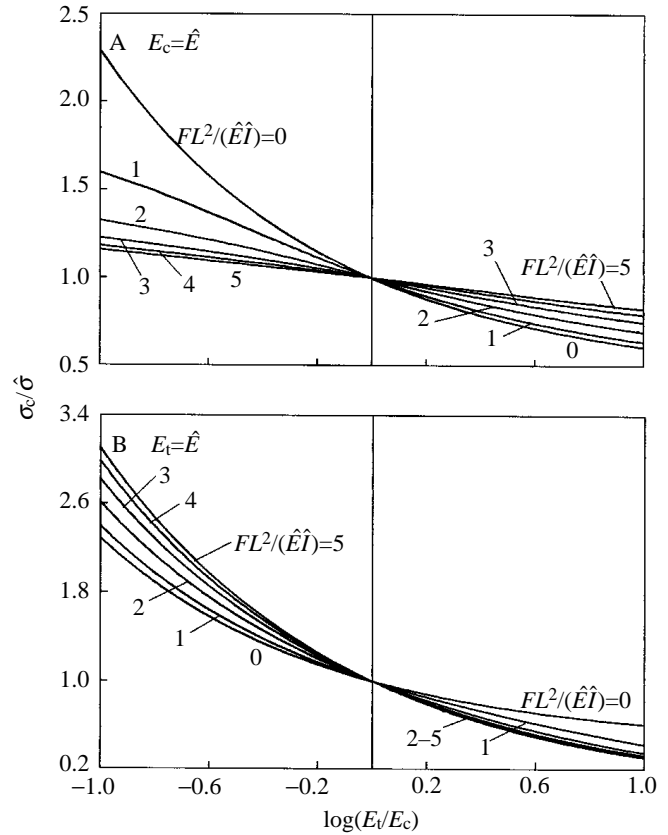 2.5
A E_c=Ê
2.0
FL²/(ÊÎ)=0
1.5
1
2
3
4
5
3
FL²/(ÊÎ)=5
1.0
2
1
0
0.5
σ_c/σ̂
3.4
B E_t=Ê
3
2.6
4
FL²/(ÊÎ)=5
1.8
2
1
0
1.0
FL²/(ÊÎ)=0
2–5
1
0.2
−1.0 −0.6 −0.2 0.2 0.6 1.0
log(E_t/E_c)